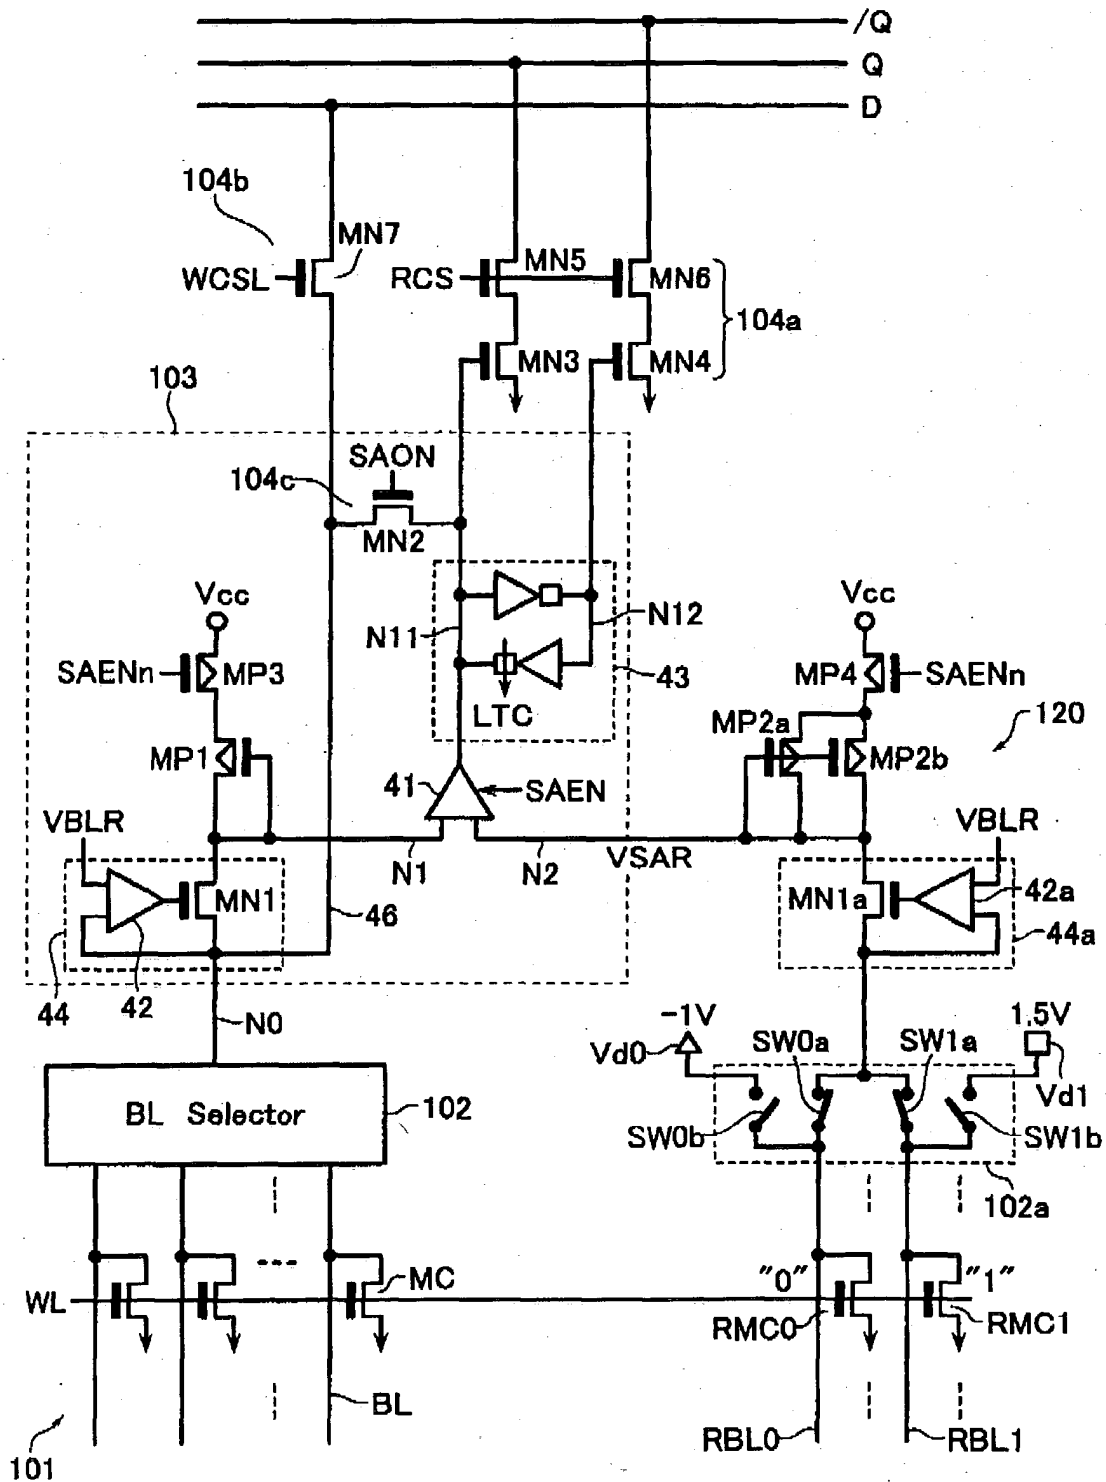 /Q
Q
D
104b
MN7
WCSL
RCS
MN5
MN6
104a
MN3
MN4
103
SAON
104c
MN2
Vcc
N11
N12
Vcc
SAENn
MP3
43
MP4
SAENn
LTC
MP2a
120
MP1
MP2b
41
SAEN
VBLR
VBLR
N1
N2
VSAR
MN1
46
MN1a
42a
44a
44
42
N0
-1V
1.5V
Vd0
SW0a
SW1a
Vd1
BL Selector
102
SW0b
SW1b
102a
MC
"0"
"1"
WL
RMC0
RMC1
BL
RBL0
RBL1
101